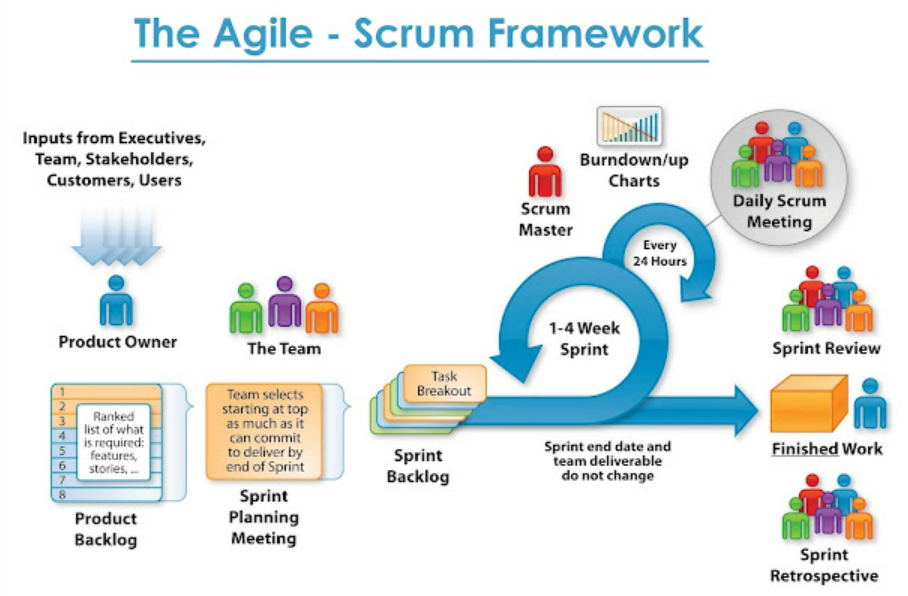 The Agile - Scrum Framework
Inputs from Executives,
Team, Stakeholders,
Customers, Users
Product Owner
The Team
1
2
3
4
5
6
7
8
Ranked
list of what
is required:
features,
stories, ...
Product
Backlog
Team selects
starting at top
as much as it
can commit
to deliver by
end of Sprint
Sprint
Planning
Meeting
Task
Breakout
Sprint
Backlog
Scrum
Master
Burndown/up
Charts
Every
24 Hours
1-4 Week
Sprint
Sprint end date and
team deliverable
do not change
Daily Scrum
Meeting
Sprint Review
Finished Work
Sprint
Retrospective